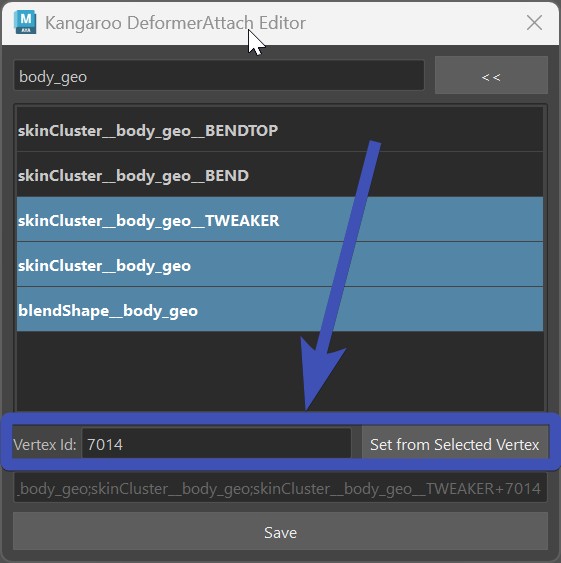 M
AYA
Kangaroo DeformerAttach Editor
body_geo
<<
skinCluster__body_geo__BENDTOP
skinCluster__body_geo__BEND
skinCluster__body_geo__TWEAKER
skinCluster__body_geo
blendShape__body_geo
Vertex Id: 7014 Set from Selected Vertex
_body_geo;skinCluster__body_geo;skinCluster__body_geo__TWEAKER+7014
Save